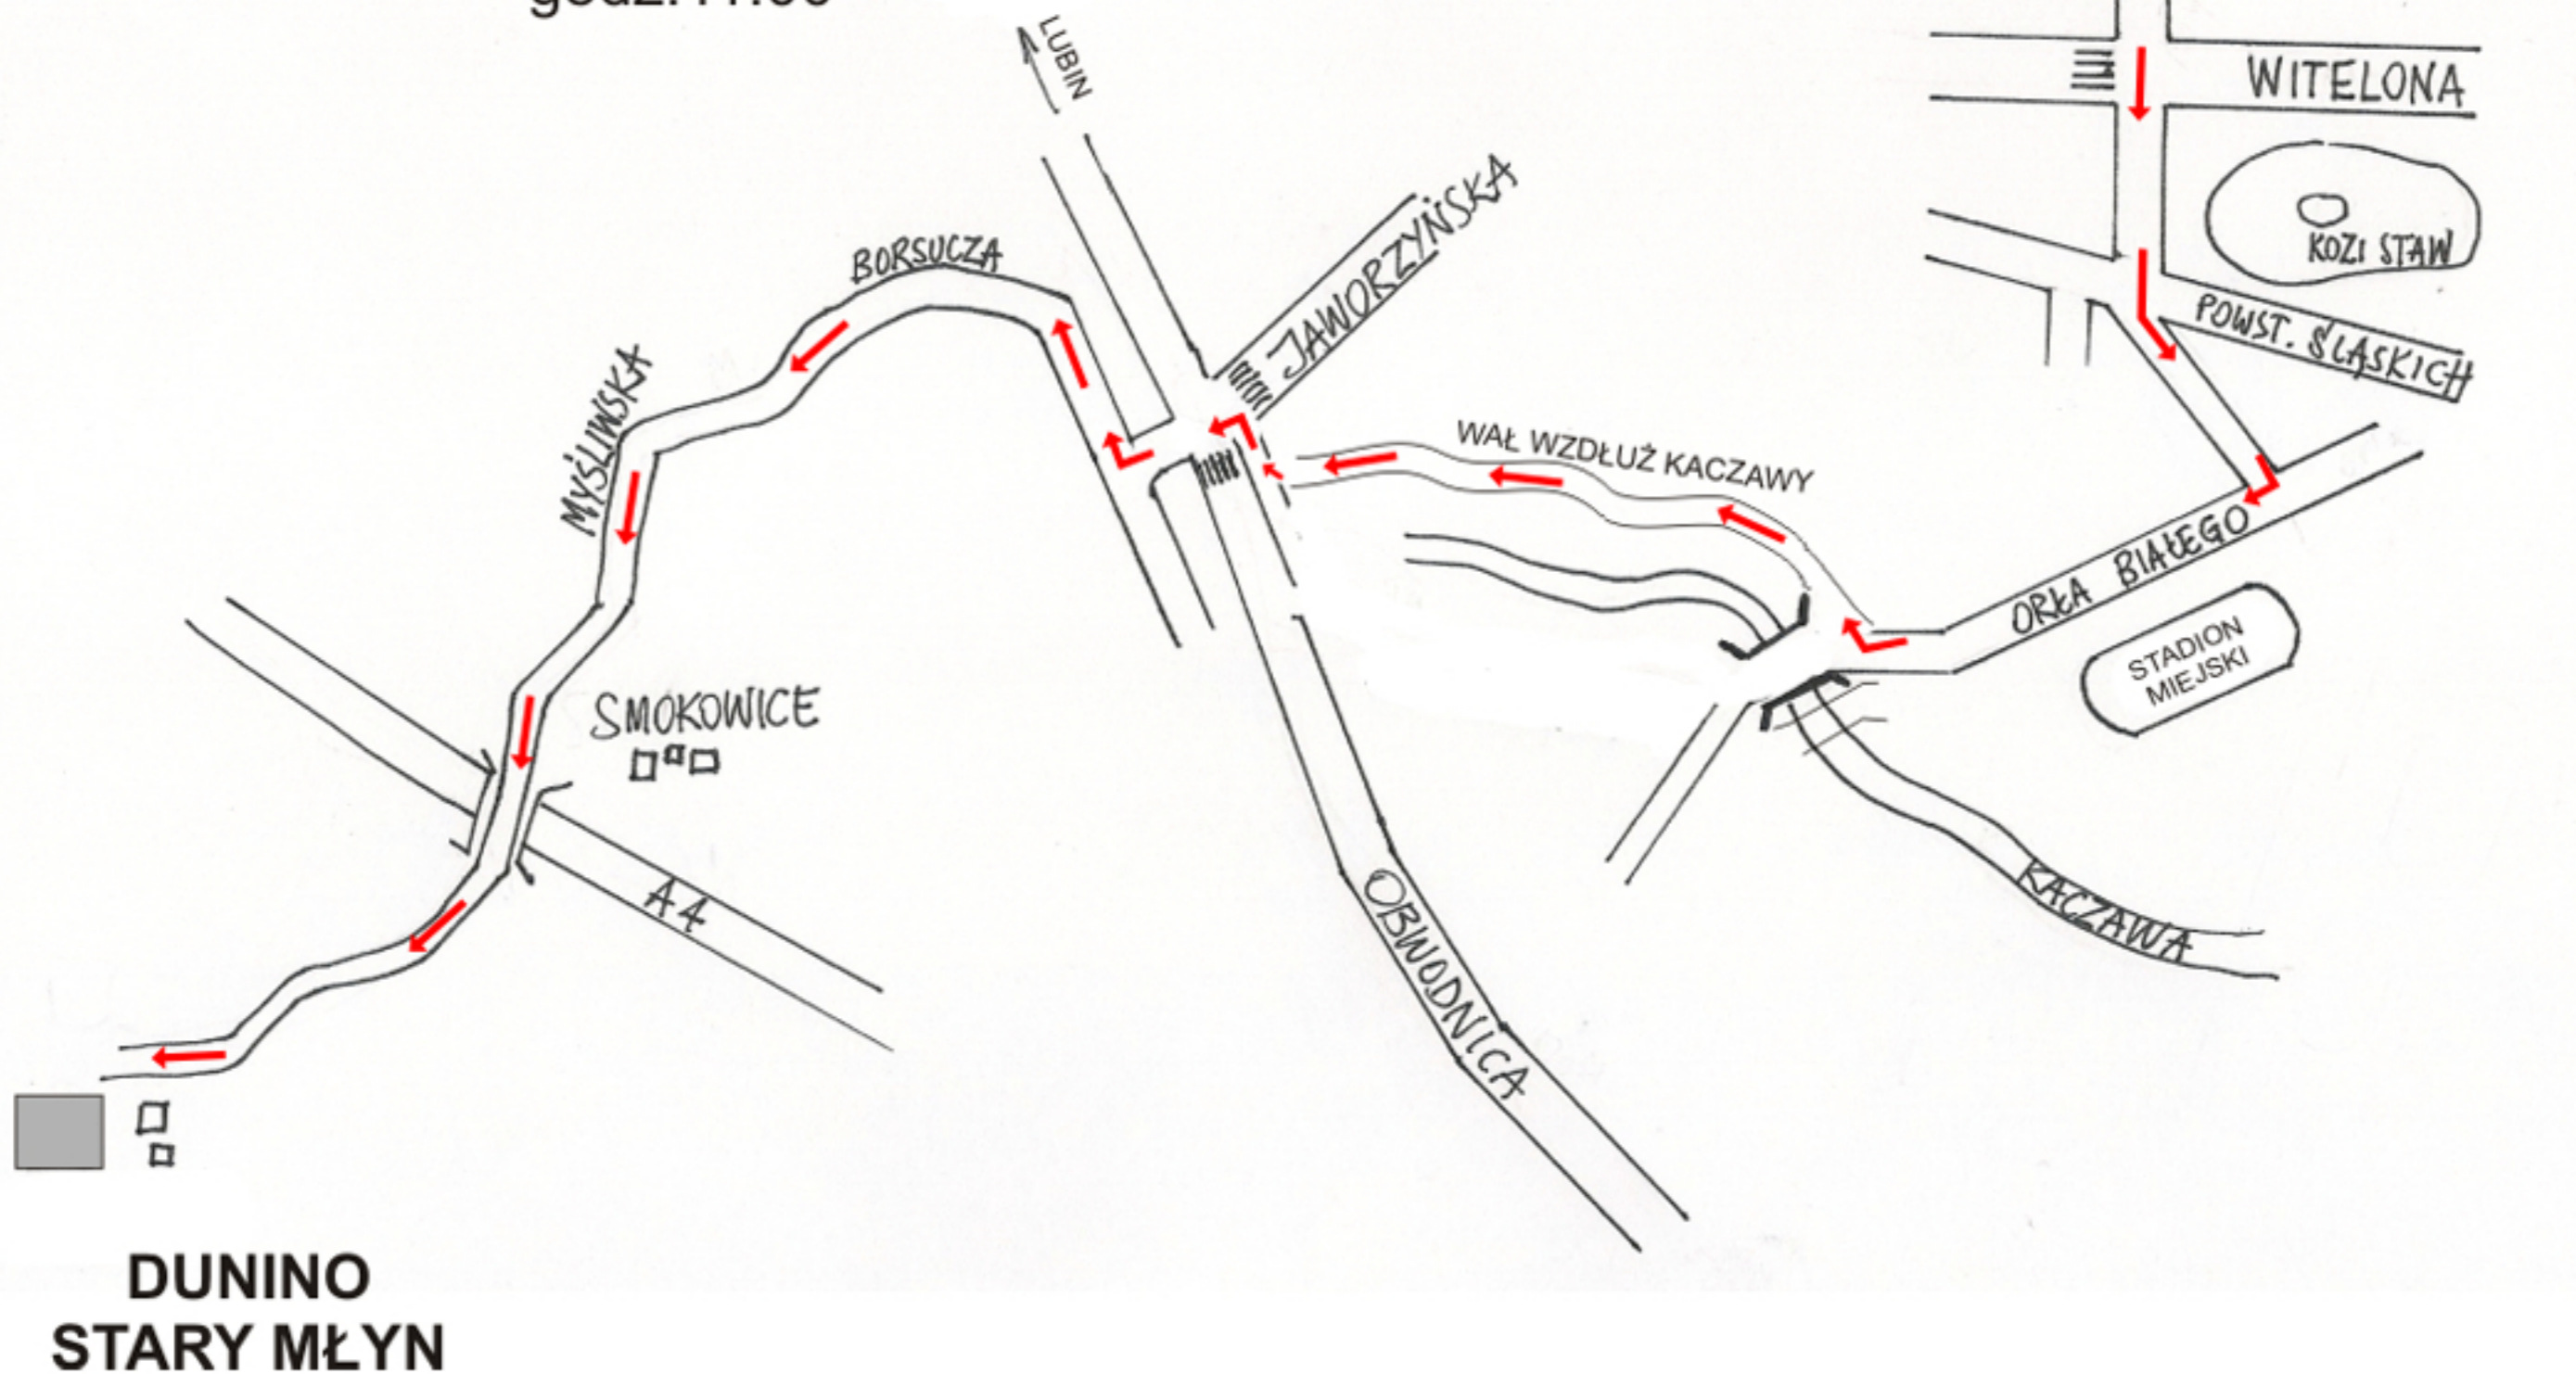 LUBIN
WITELONA
KOZI STAW
POWST. ŚLĄSKICH
JAWORZYŃSKA
BORSUCZA
MYŚLIWSKA
WAŁ WZDŁUŻ KACZAWY
ORŁA BIAŁEGO
STADION
MIEJSKI
SMOKOWICE
A4
KACZAWA
OBWODNICA
DUNINO
STARY MŁYN